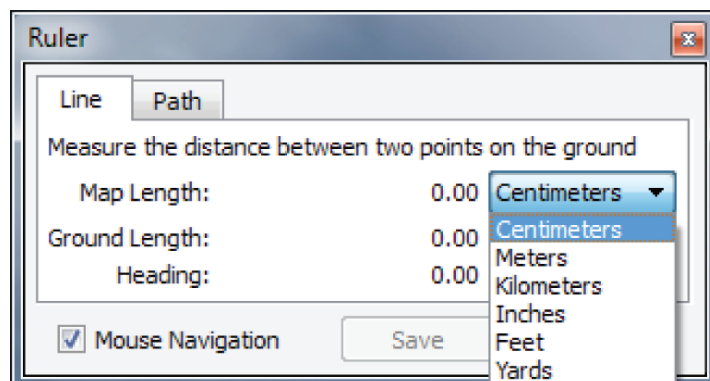 Ruler
Line Path
Measure the distance between two points on the ground
Map Length: 0.00 Centimeters
Centimeters
Ground Length: 0.00
Meters
Heading: 0.00
Kilometers
Inches
Mouse Navigation Save
Feet
Yards